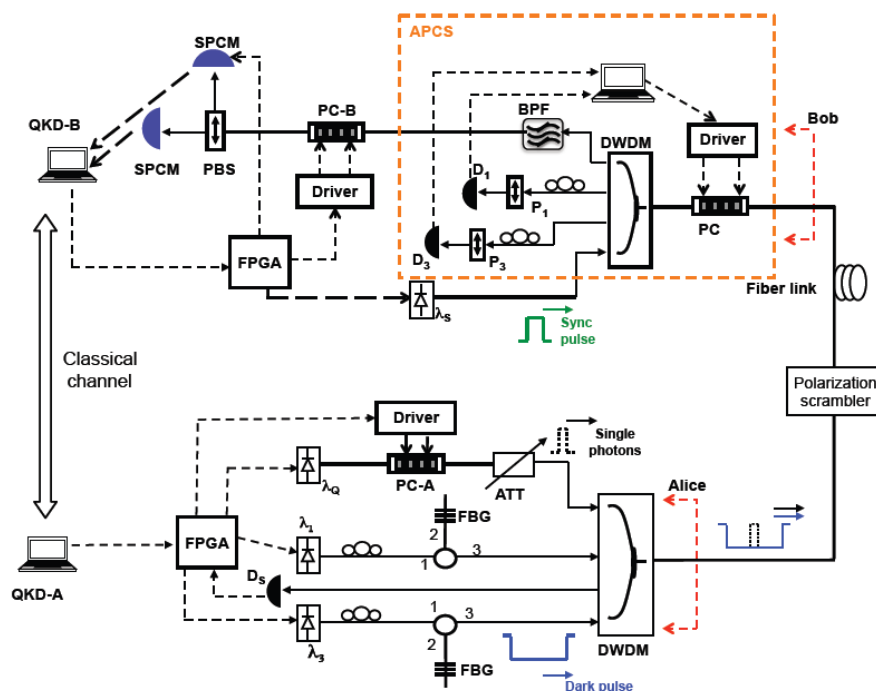 APCS
SPCM
PC-B
BPF
DWDM
Driver
Bob
QKD-B
SPCM
PBS
Driver
D1
P1
PC
D3
P3
FPGA
λS
Fiber link
Sync
pulse
Classical
channel
Polarization
scrambler
Driver
Single
photons
λQ
PC-A
ATT
Alice
FPGA
λ1
FBG
2
1
3
DS
QKD-A
λ3
1
3
2
DWDM
FBG
Dark pulse